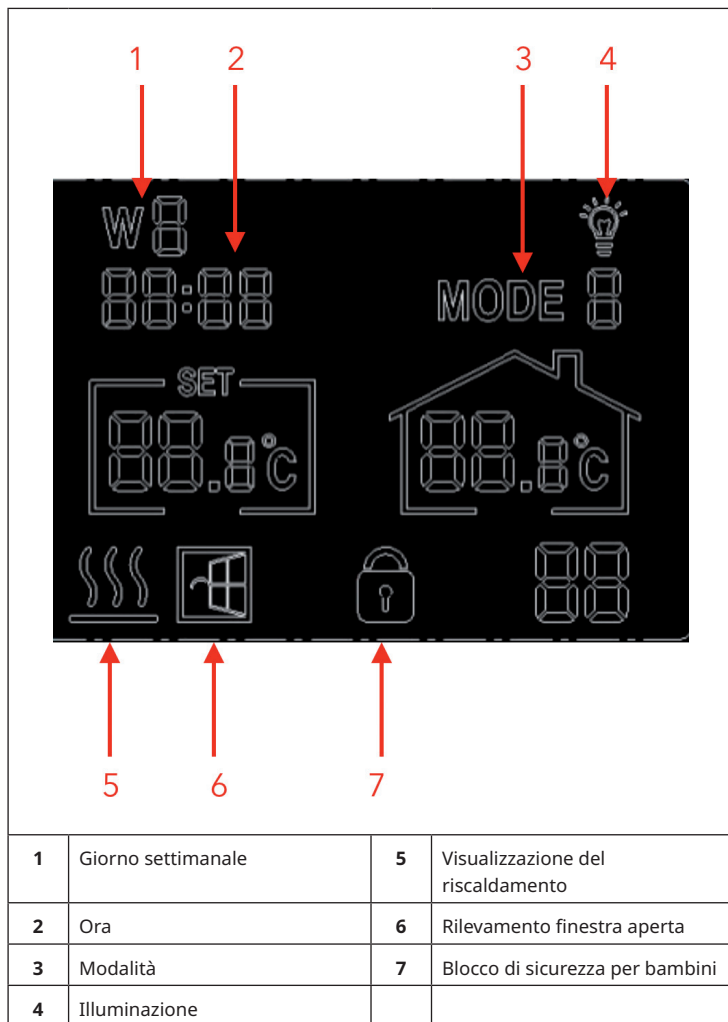 1 2 3 4
W8
88:88 MODE 8
SET
88.8°C 88.8°C
88
5 6 7
1 Giorno settimanale 5 Visualizzazione del
riscaldamento
2 Ora 6 Rilevamento finestra aperta
3 Modalità 7 Blocco di sicurezza per bambini
4 Illuminazione